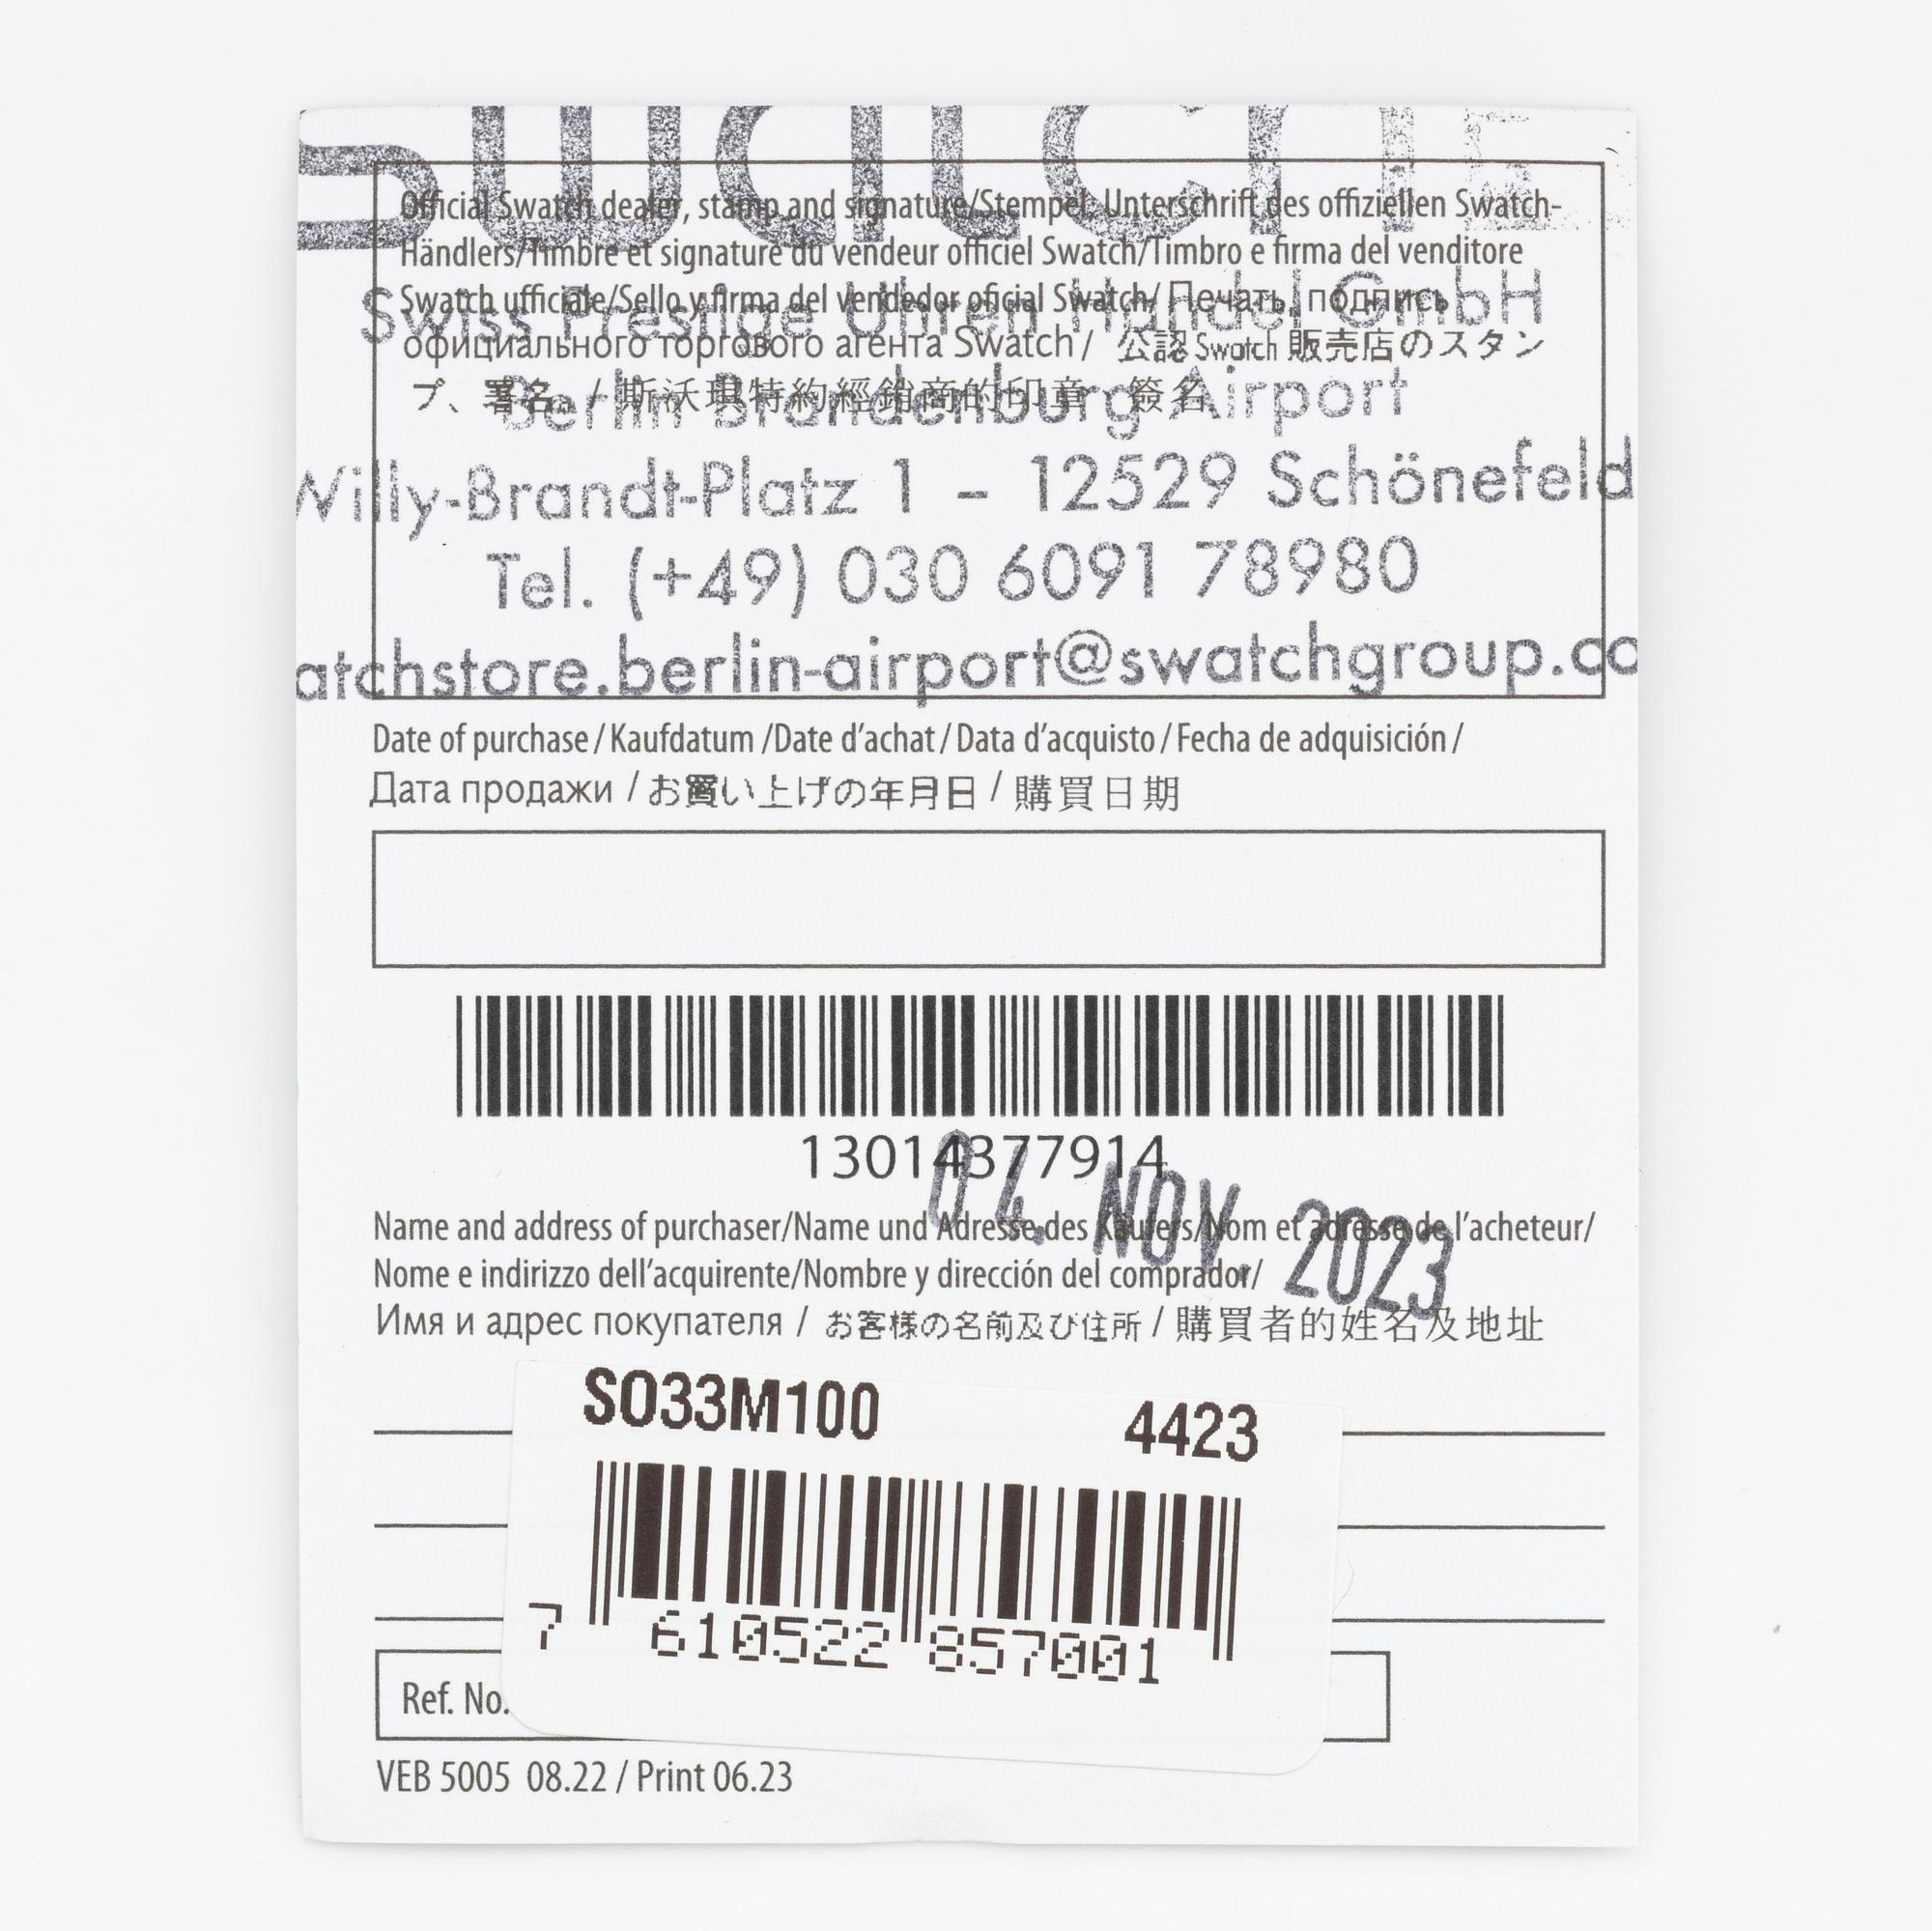 swatch
Official Swatch dealer, stamp and signature/Stempel, Unterschrift des offiziellen Swatch-
Händlers/Timbre et signature du vendeur officiel Swatch/Timbro e firma del venditore
Swatch ufficiale/Sello y firma del vendedor oficial Swatch/ Печать, подпись
Swiss Prestige Uhren Handel GmbH
официального торгового агента Swatch / 公認 Swatch 販売店のスタン
プ、署名。/ 斯沃琪特約經銷商的印章、簽名
Berlin Brandenburg Airport
Willy-Brandt-Platz 1 – 12529 Schönefeld
Tel. (+49) 030 6091 78980
atchstore.berlin-airport@swatchgroup.co
Date of purchase / Kaufdatum /Date d’achat / Data d’acquisto / Fecha de adquisición /
Дата продажи / お買い上げの年月日 / 購買日期
13014377914
04. NOV. 2023
Name and address of purchaser/Name und Adresse des Käufers/Nom et adresse de l’acheteur/
Nome e indirizzo dell’acquirente/Nombre y dirección del comprador/
Имя и адрес покупателя / お客様の名前及び住所 / 購買者的姓名及地址
SO33M100 4423
7 610522 857001
Ref. No.
VEB 5005 08.22 / Print 06.23